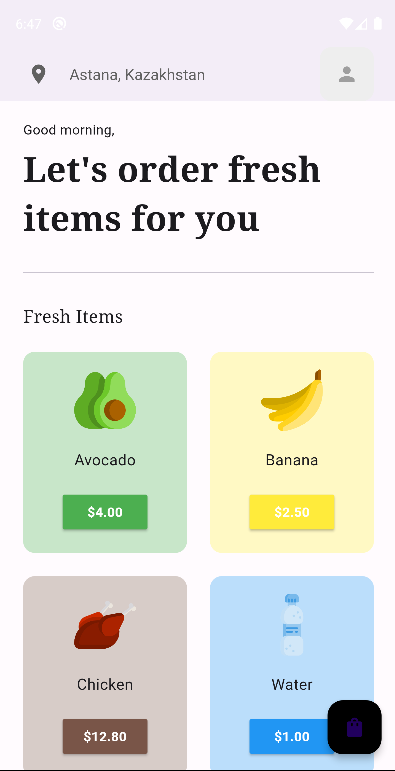 6:47
Astana, Kazakhstan
Good morning,
Let's order fresh
items for you
Fresh Items
Avocado
Banana
$4.00
$2.50
Chicken
Water
$12.80
$1.00